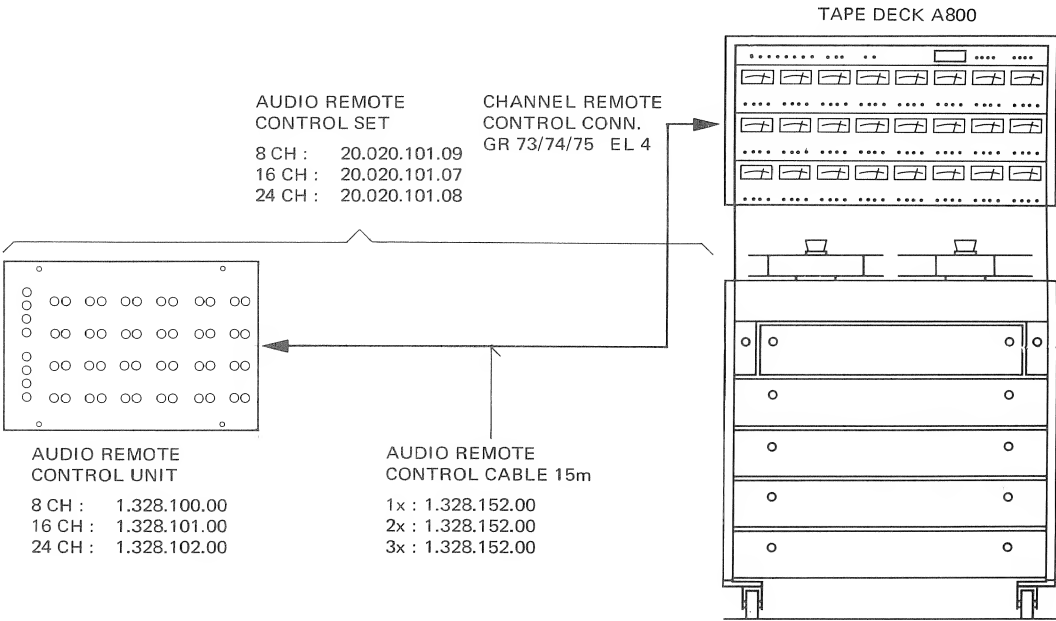 TAPE DECK A800
AUDIO REMOTE
CONTROL SET
8 CH : 20.020.101.09
16 CH : 20.020.101.07
24 CH : 20.020.101.08
CHANNEL REMOTE
CONTROL CONN.
GR 73/74/75 EL 4
AUDIO REMOTE
CONTROL UNIT
8 CH : 1.328.100.00
16 CH : 1.328.101.00
24 CH : 1.328.102.00
AUDIO REMOTE
CONTROL CABLE 15m
1x : 1.328.152.00
2x : 1.328.152.00
3x : 1.328.152.00